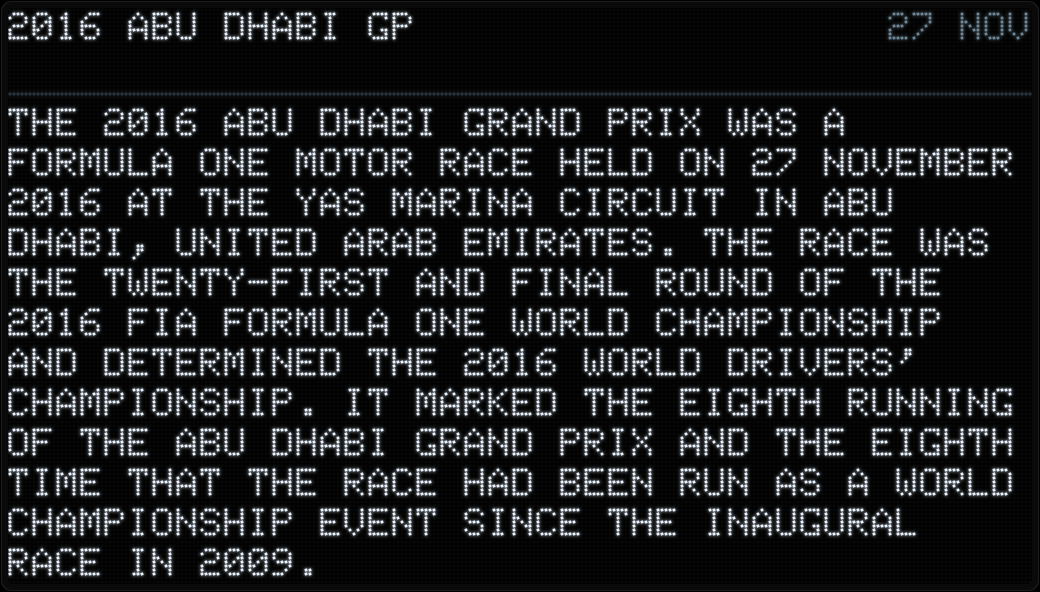 2016 ABU DHABI GP 27 NOV
THE 2016 ABU DHABI GRAND PRIX WAS A
FORMULA ONE MOTOR RACE HELD ON 27 NOVEMBER
2016 AT THE YAS MARINA CIRCUIT IN ABU
DHABI, UNITED ARAB EMIRATES. THE RACE WAS
THE TWENTY-FIRST AND FINAL ROUND OF THE
2016 FIA FORMULA ONE WORLD CHAMPIONSHIP
AND DETERMINED THE 2016 WORLD DRIVERS'
CHAMPIONSHIP. IT MARKED THE EIGHTH RUNNING
OF THE ABU DHABI GRAND PRIX AND THE EIGHTH
TIME THAT THE RACE HAD BEEN RUN AS A WORLD
CHAMPIONSHIP EVENT SINCE THE INAUGURAL
RACE IN 2009.